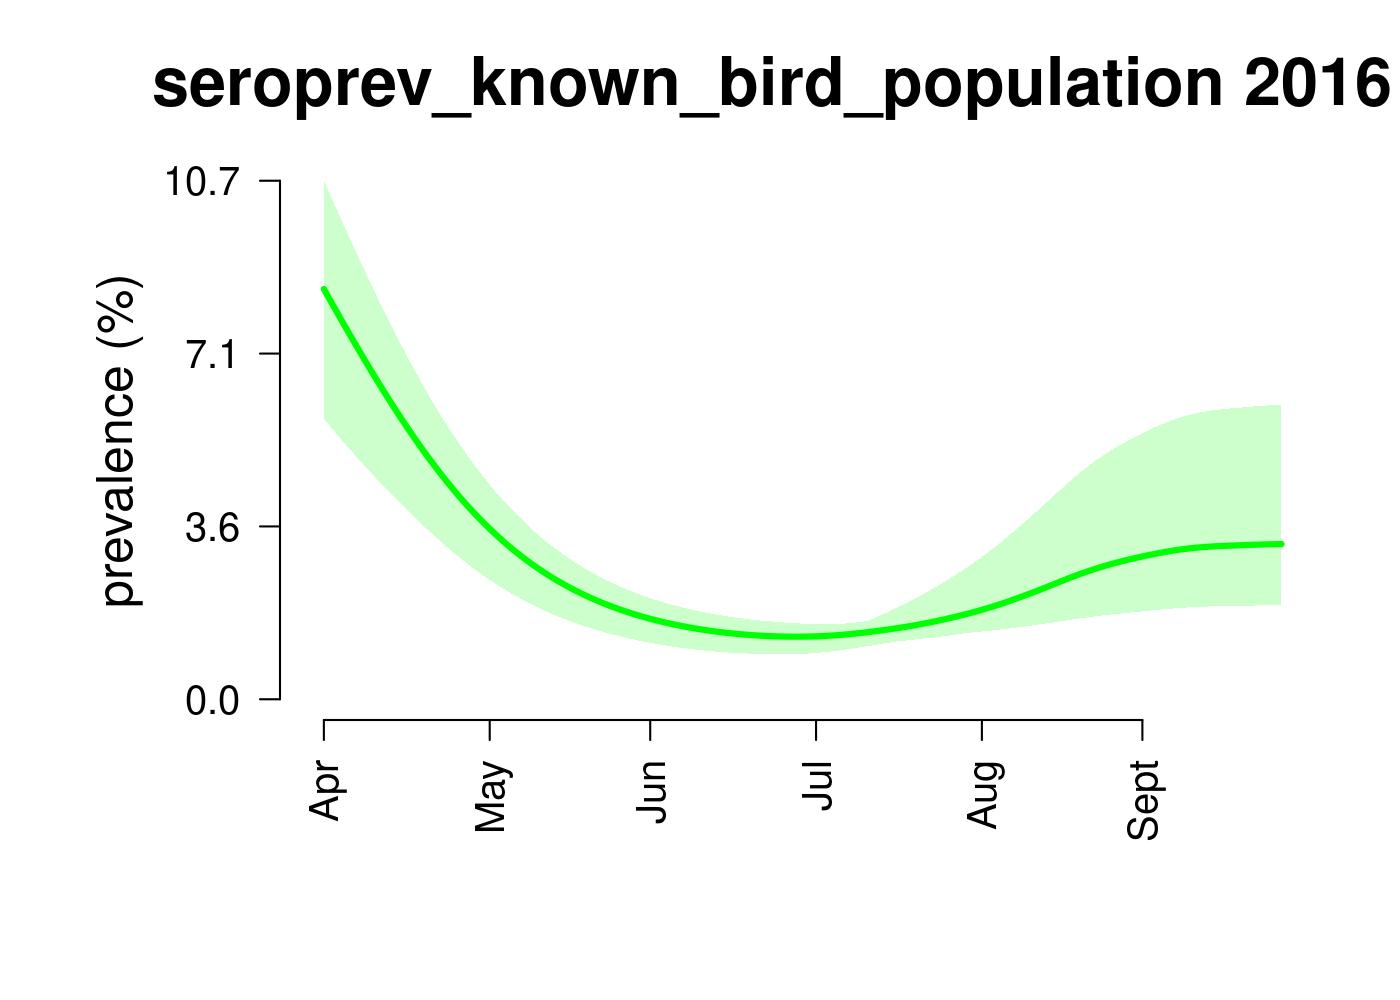 seroprev_known_bird_population 2016
prevalence (%)
10.7
7.1
3.6
0.0
Apr
May
Jun
Jul
Aug
Sept